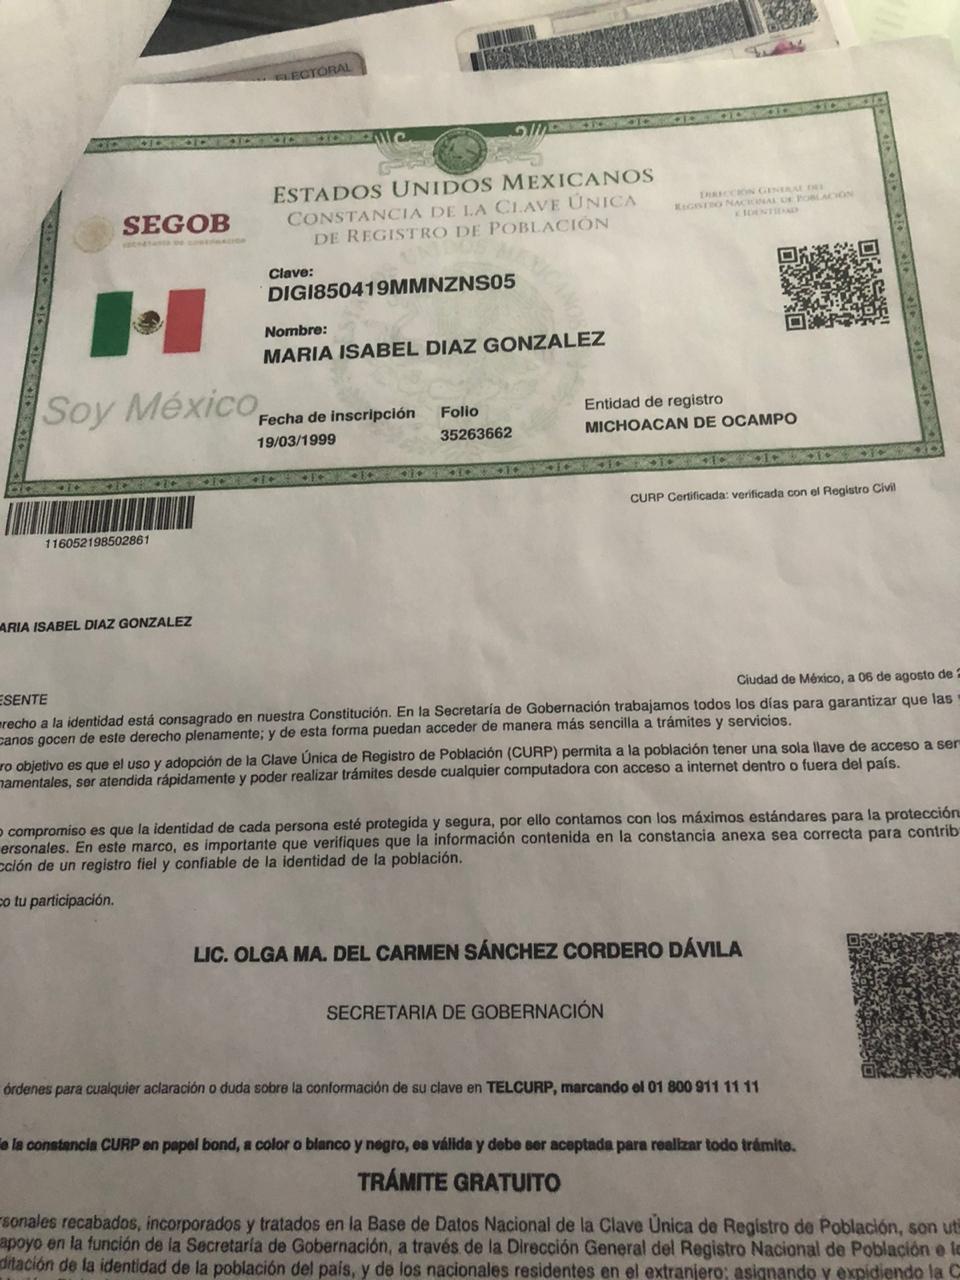 ELECTORAL
ESTADOS UNIDOS MEXICANOS
CONSTANCIA DE LA CLAVE ÚNICA
DE REGISTRO DE POBLACIÓN
DIRECCIÓN GENERAL DEL
REGISTRO NACIONAL DE POBLACIÓN
E IDENTIDAD
SEGOB
SECRETARÍA DE GOBERNACIÓN
Clave:
DIGI850419MMNZNS05
Nombre:
MARIA ISABEL DIAZ GONZALEZ
Soy México
Fecha de inscripción
19/03/1999
Folio
35263662
Entidad de registro
MICHOACAN DE OCAMPO
CURP Certificada: verificada con el Registro Civil
116052198502861
ARIA ISABEL DIAZ GONZALEZ
Ciudad de México, a 06 de agosto de 2
ESENTE
recho a la identidad está consagrado en nuestra Constitución. En la Secretaría de Gobernación trabajamos todos los días para garantizar que las
canos gocen de este derecho plenamente; y de esta forma puedan acceder de manera más sencilla a trámites y servicios.
ro objetivo es que el uso y adopción de la Clave Única de Registro de Población (CURP) permita a la población tener una sola llave de acceso a ser
namentales, ser atendida rápidamente y poder realizar trámites desde cualquier computadora con acceso a internet dentro o fuera del país.
o compromiso es que la identidad de cada persona esté protegida y segura, por ello contamos con los máximos estándares para la protección
ersonales. En este marco, es importante que verifiques que la información contenida en la constancia anexa sea correcta para contrib
cción de un registro fiel y confiable de la identidad de la población.
co tu participación.
LIC. OLGA MA. DEL CARMEN SÁNCHEZ CORDERO DÁVILA
SECRETARIA DE GOBERNACIÓN
órdenes para cualquier aclaración o duda sobre la conformación de su clave en TELCURP, marcando el 01 800 911 11 11
e la constancia CURP en papel bond, a color o blanco y negro, es válida y debe ser aceptada para realizar todo trámite.
TRÁMITE GRATUITO
rsonales recabados, incorporados y tratados en la Base de Datos Nacional de la Clave Única de Registro de Población, son uti
apoyo en la función de la Secretaría de Gobernación, a través de la Dirección General del Registro Nacional de Población e
ditación de la identidad de la población del país, y de los nacionales residentes en el extranjero; asignando y expidiendo la C